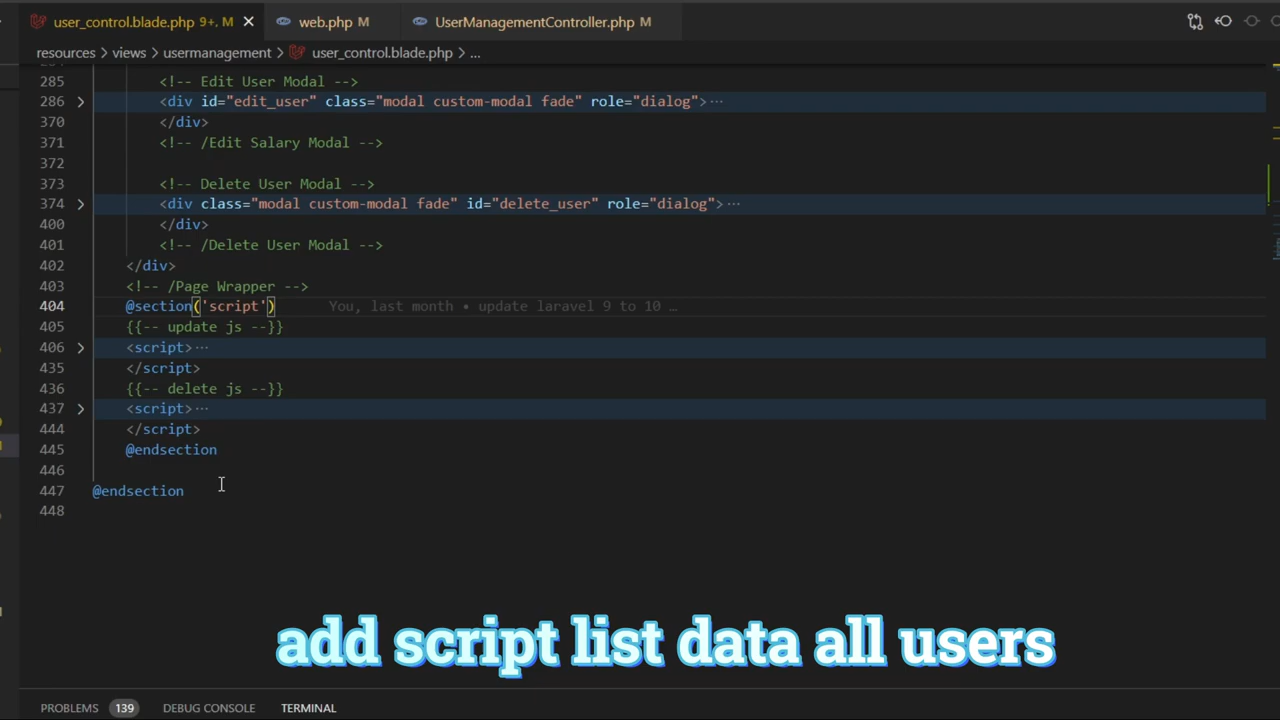 user_control.blade.php 9+, M web.php M UserManagementController.php M
resources > views > usermanagement > user_control.blade.php > ...
285 <!-- Edit User Modal -->
286 <div id="edit_user" class="modal custom-modal fade" role="dialog">···
370 </div>
371 <!-- /Edit Salary Modal -->
372
373 <!-- Delete User Modal -->
374 <div class="modal custom-modal fade" id="delete_user" role="dialog">···
400 </div>
401 <!-- /Delete User Modal -->
402 </div>
403 <!-- /Page Wrapper -->
404 @section('script') You, last month • update laravel 9 to 10 …
405 {{-- update js --}}
406 <script>···
435 </script>
436 {{-- delete js --}}
437 <script>···
444 </script>
445 @endsection
446
447 @endsection
448
add script list data all users
PROBLEMS 139 DEBUG CONSOLE TERMINAL